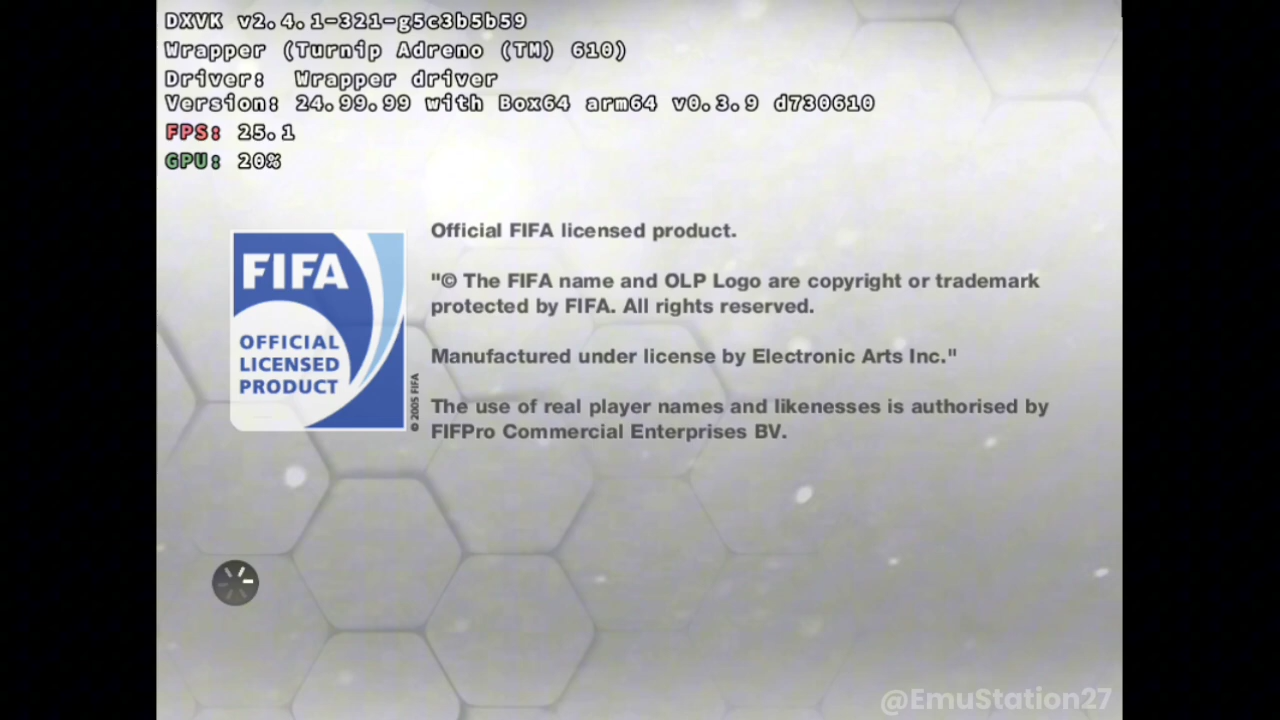 DXVK v2.4.1-321-g5c3b5b59
Wrapper (Turnip Adreno (TM) 610)
Driver: Wrapper driver
Version: 24.99.99 with Box64 arm64 v0.3.9 d730610
FPS: 25.1
GPU: 20%
FIFA
OFFICIAL
LICENSED
PRODUCT
© 2005 FIFA
Official FIFA licensed product.
"© The FIFA name and OLP Logo are copyright or trademark
protected by FIFA. All rights reserved.
Manufactured under license by Electronic Arts Inc."
The use of real player names and likenesses is authorised by
FIFPro Commercial Enterprises BV.
@EmuStation27